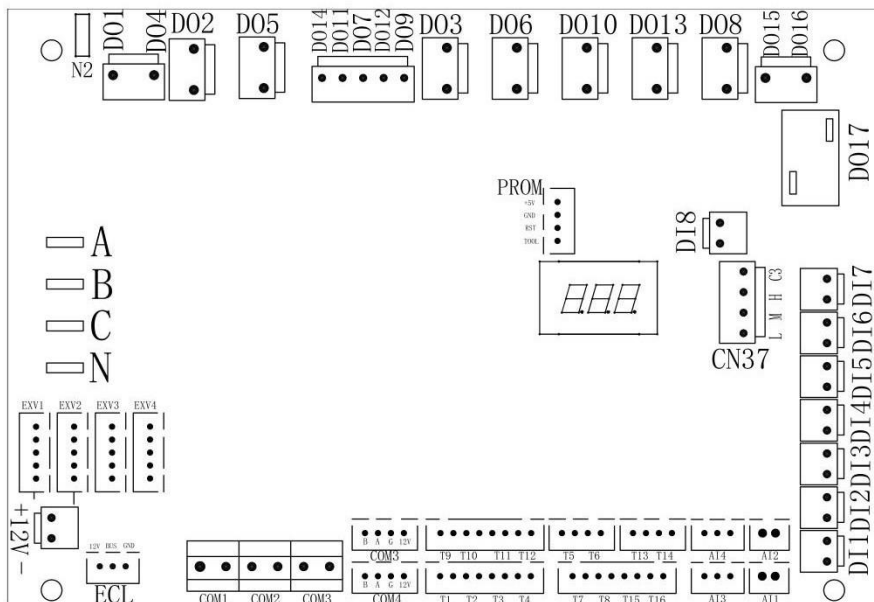 DO1
DO4
DO2
DO5
DO14
DO11
DO7
DO12
DO9
DO3
DO6
DO10
DO13
DO8
DO15
DO16
N2
DO17
PROM
+5V
GND
RST
TOOL
DI8
A
B
C
N
888
C3
H
M
L
CN37
DI7
DI6
DI5
DI4
DI3
DI2
DI1
EXV1 EXV2 EXV3 EXV4
+12V-
12V BUS GND
ECL
COM1 COM2 COM3
B A G 12V
COM3
T9 T10 T11 T12
T5 T6
T13 T14
AI4
AI2
B A G 12V
COM4
T1 T2 T3 T4
T7 T8 T15 T16
AI3
AI1